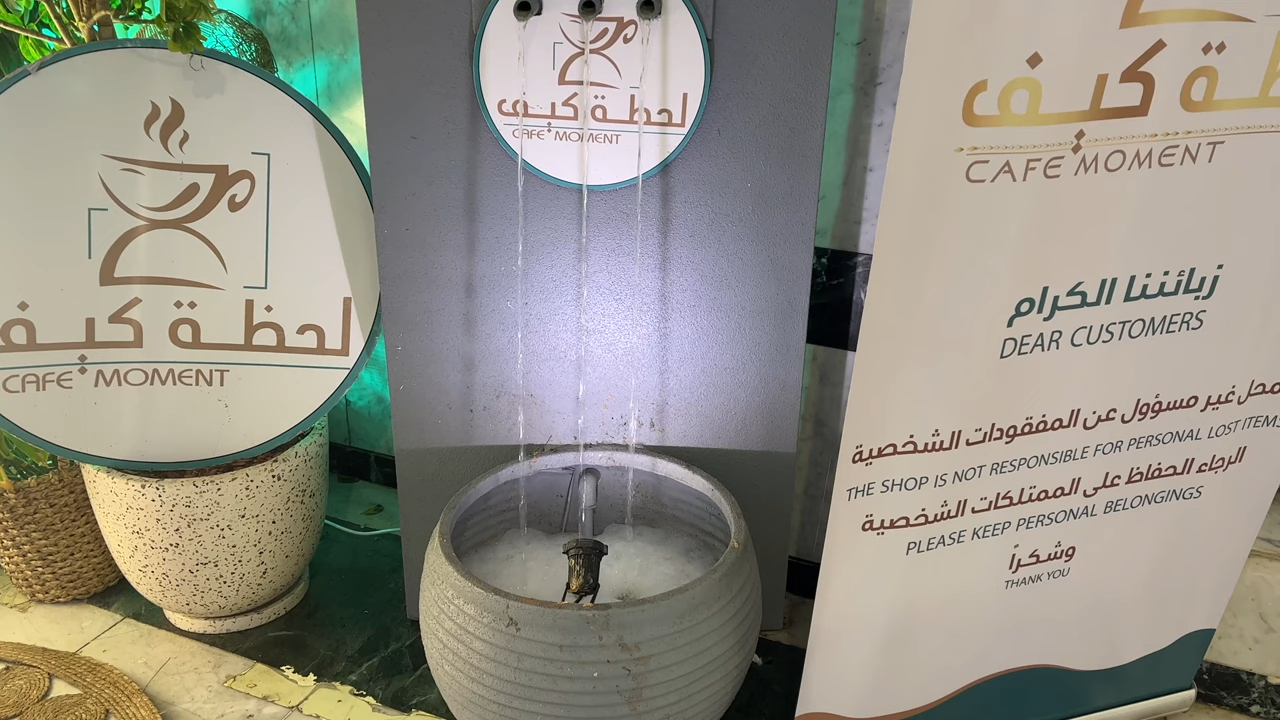 لحظة كيف
CAFE MOMENT
لحظة كيف
CAFE MOMENT
ـة كيف
CAFE MOMENT
زبائننا الكرام
DEAR CUSTOMERS
محل غير مسؤول عن المفقودات الشخصية
THE SHOP IS NOT RESPONSIBLE FOR PERSONAL LOST ITEMS
الرجاء الحفاظ على الممتلكات الشخصية
PLEASE KEEP PERSONAL BELONGINGS
وشكراً
THANK YOU